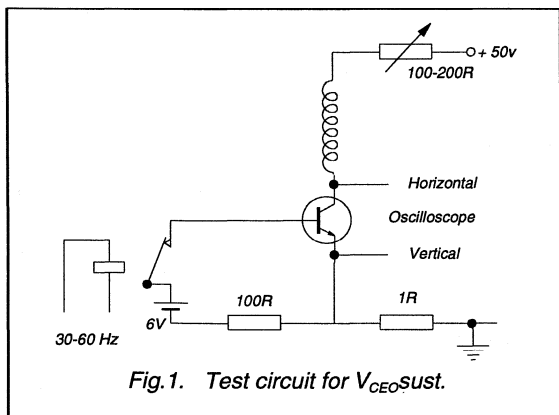 + 50v
100-200R
Horizontal
Oscilloscope
Vertical
100R
1R
6V
30-60 Hz
Fig.1. Test circuit for VCEOsust.